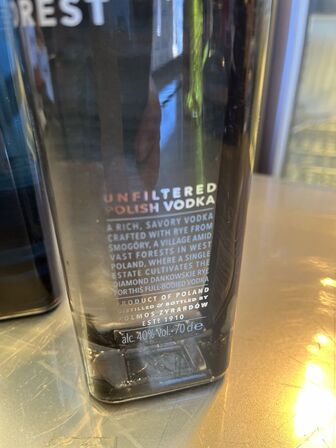 OREST
UNFILTERED
POLISH VODKA
A RICH, SAVORY VODKA
CRAFTED WITH RYE FROM
SMOGÓRY, A VILLAGE AMID
VAST FORESTS IN WEST
POLAND, WHERE A SINGLE
ESTATE CULTIVATES THE
DIAMOND DANKOWSKIE RYE
FOR THIS FULL-BODIED VODKA
PRODUCT OF POLAND
DISTILLED & BOTTLED BY
POLMOS ŻYRARDÓW
ESTD 1910
alc. 40% Vol. - 70 cl e